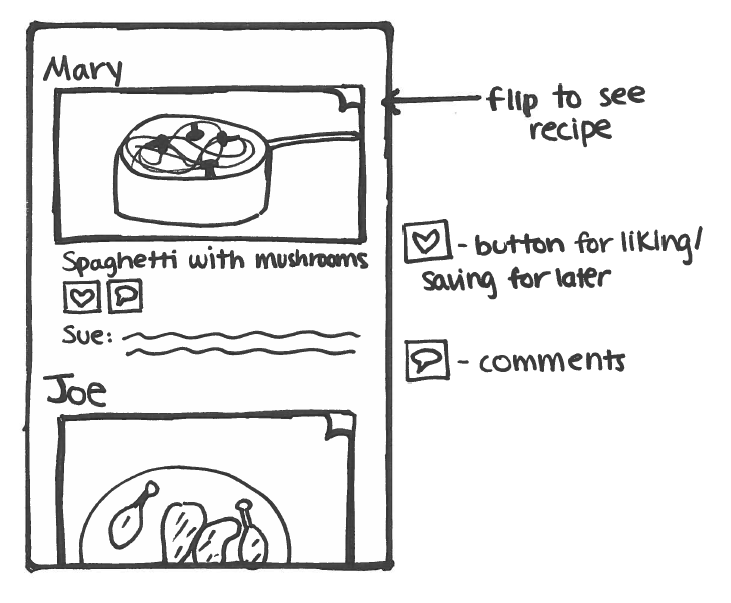 Mary
flip to see
recipe
Spaghetti with mushrooms
- button for liking/
saving for later
Sue:
- comments
Joe